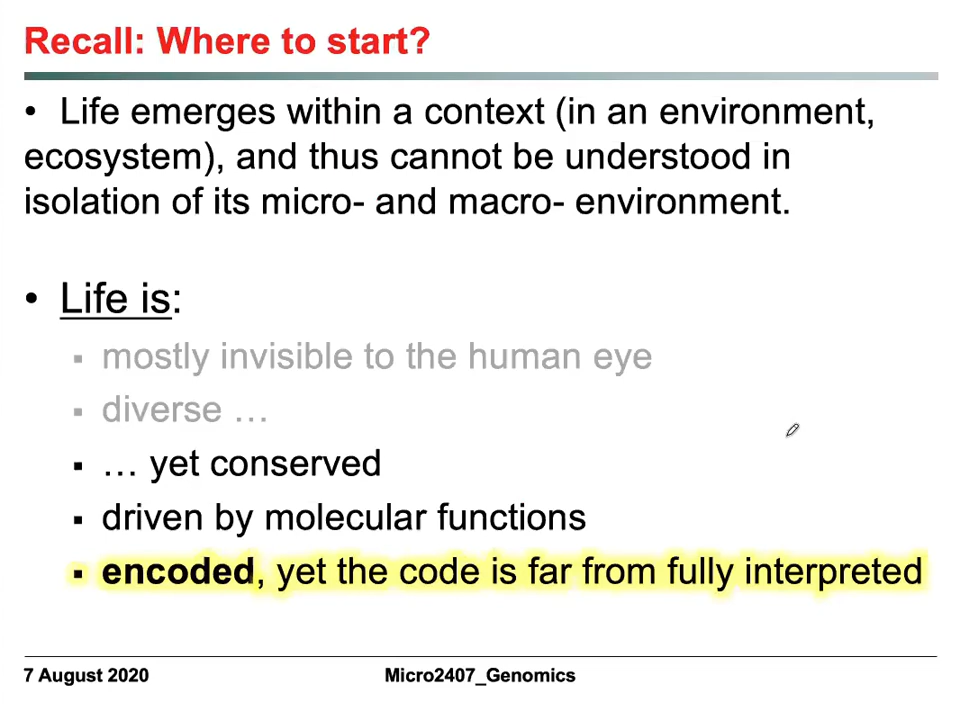 Recall: Where to start?
• Life emerges within a context (in an environment,
ecosystem), and thus cannot be understood in
isolation of its micro- and macro- environment.
• Life is:
▪ mostly invisible to the human eye
▪ diverse …
▪ … yet conserved
▪ driven by molecular functions
▪ encoded, yet the code is far from fully interpreted
7 August 2020 Micro2407_Genomics